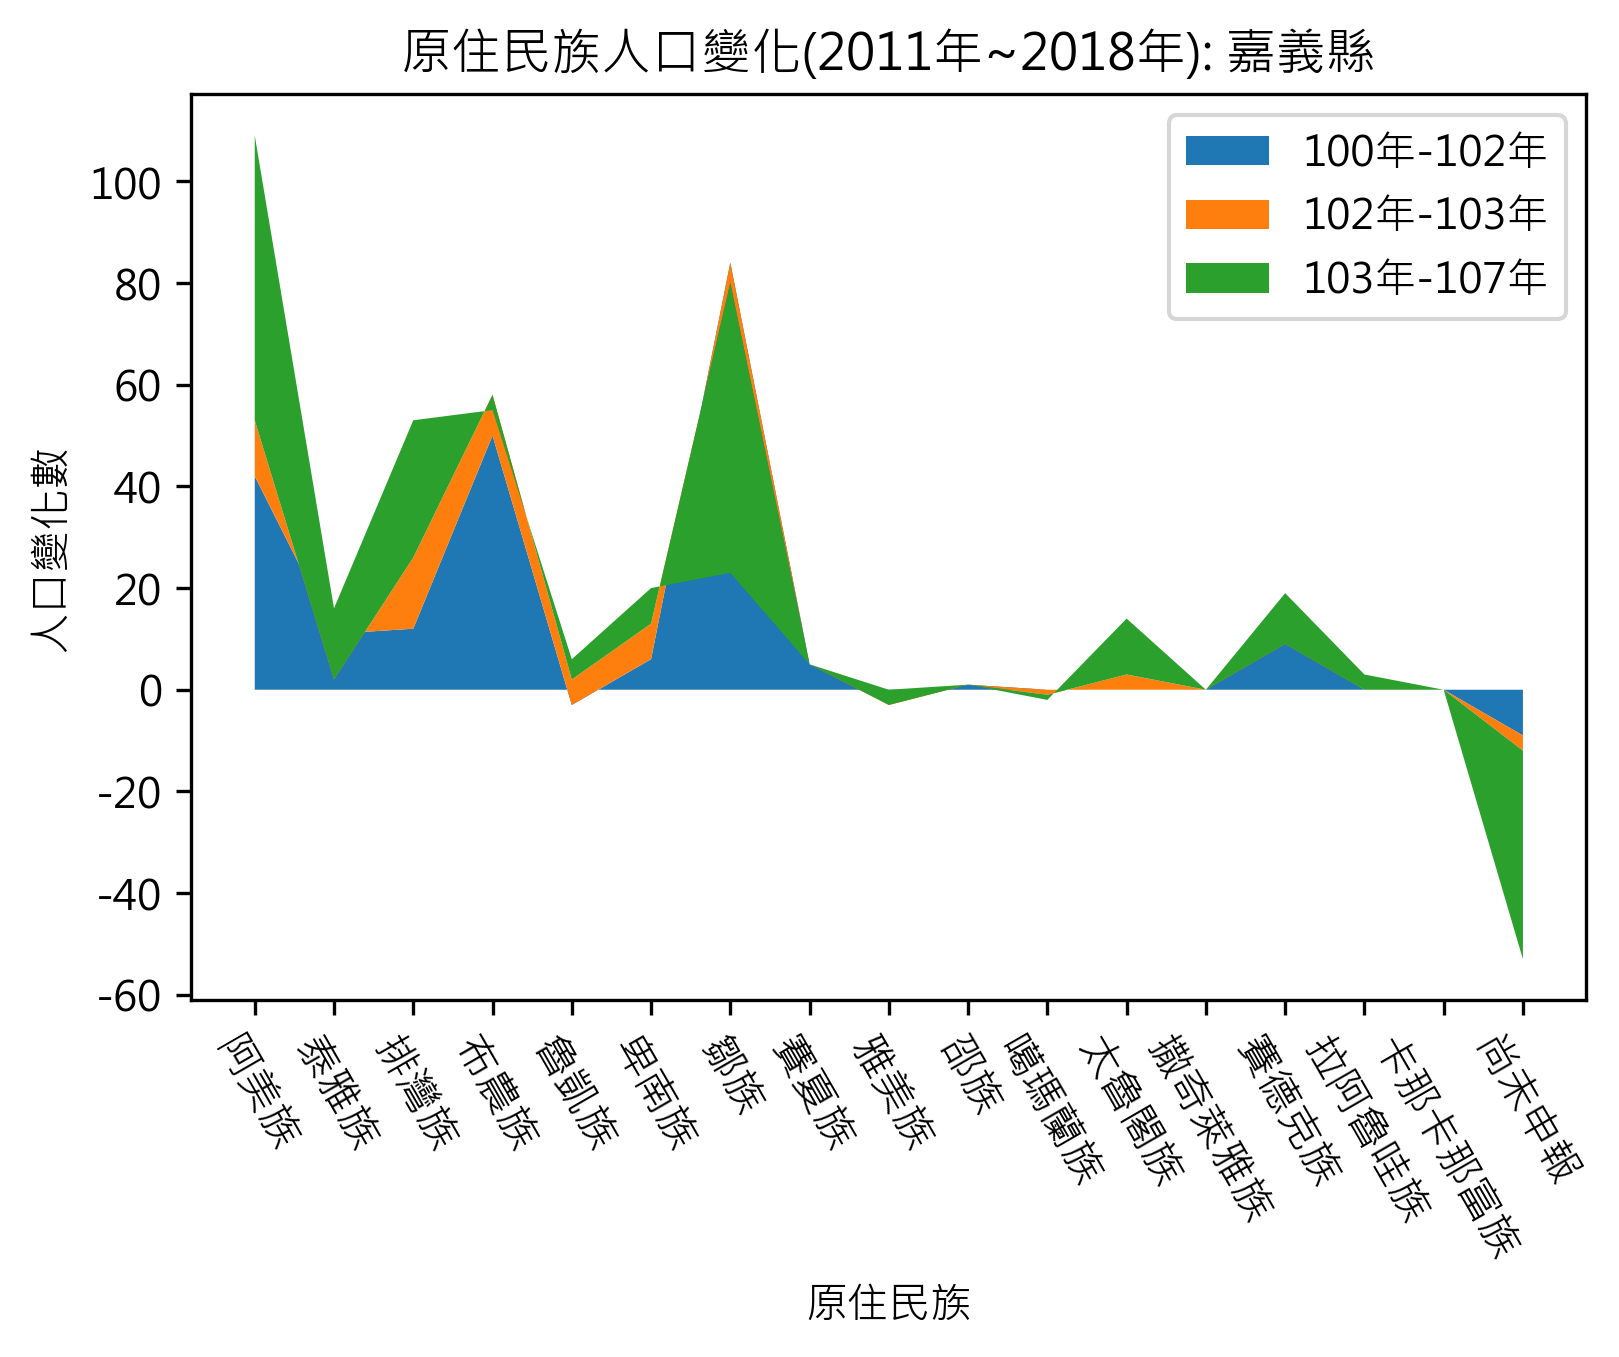 原住民族人口變化(2011年~2018年): 嘉義縣
100年-102年
102年-103年
103年-107年
人口變化數
100
80
60
40
20
0
-20
-40
-60
阿美族
泰雅族
排灣族
布農族
魯凱族
卑南族
鄒族
賽夏族
雅美族
邵族
噶瑪蘭族
太魯閣族
撒奇萊雅族
賽德克族
拉阿魯哇族
卡那卡那富族
尚未申報
原住民族